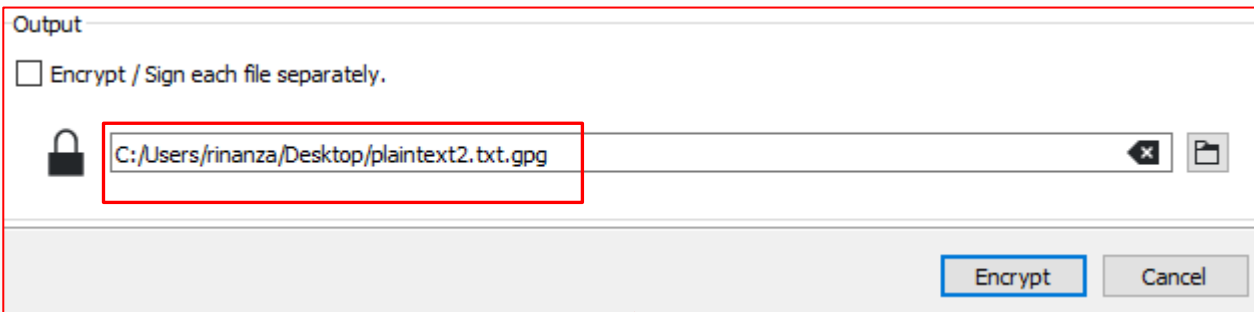 Output
Encrypt / Sign each file separately.
C:/Users/rinanza/Desktop/plaintext2.txt.gpg
Encrypt Cancel